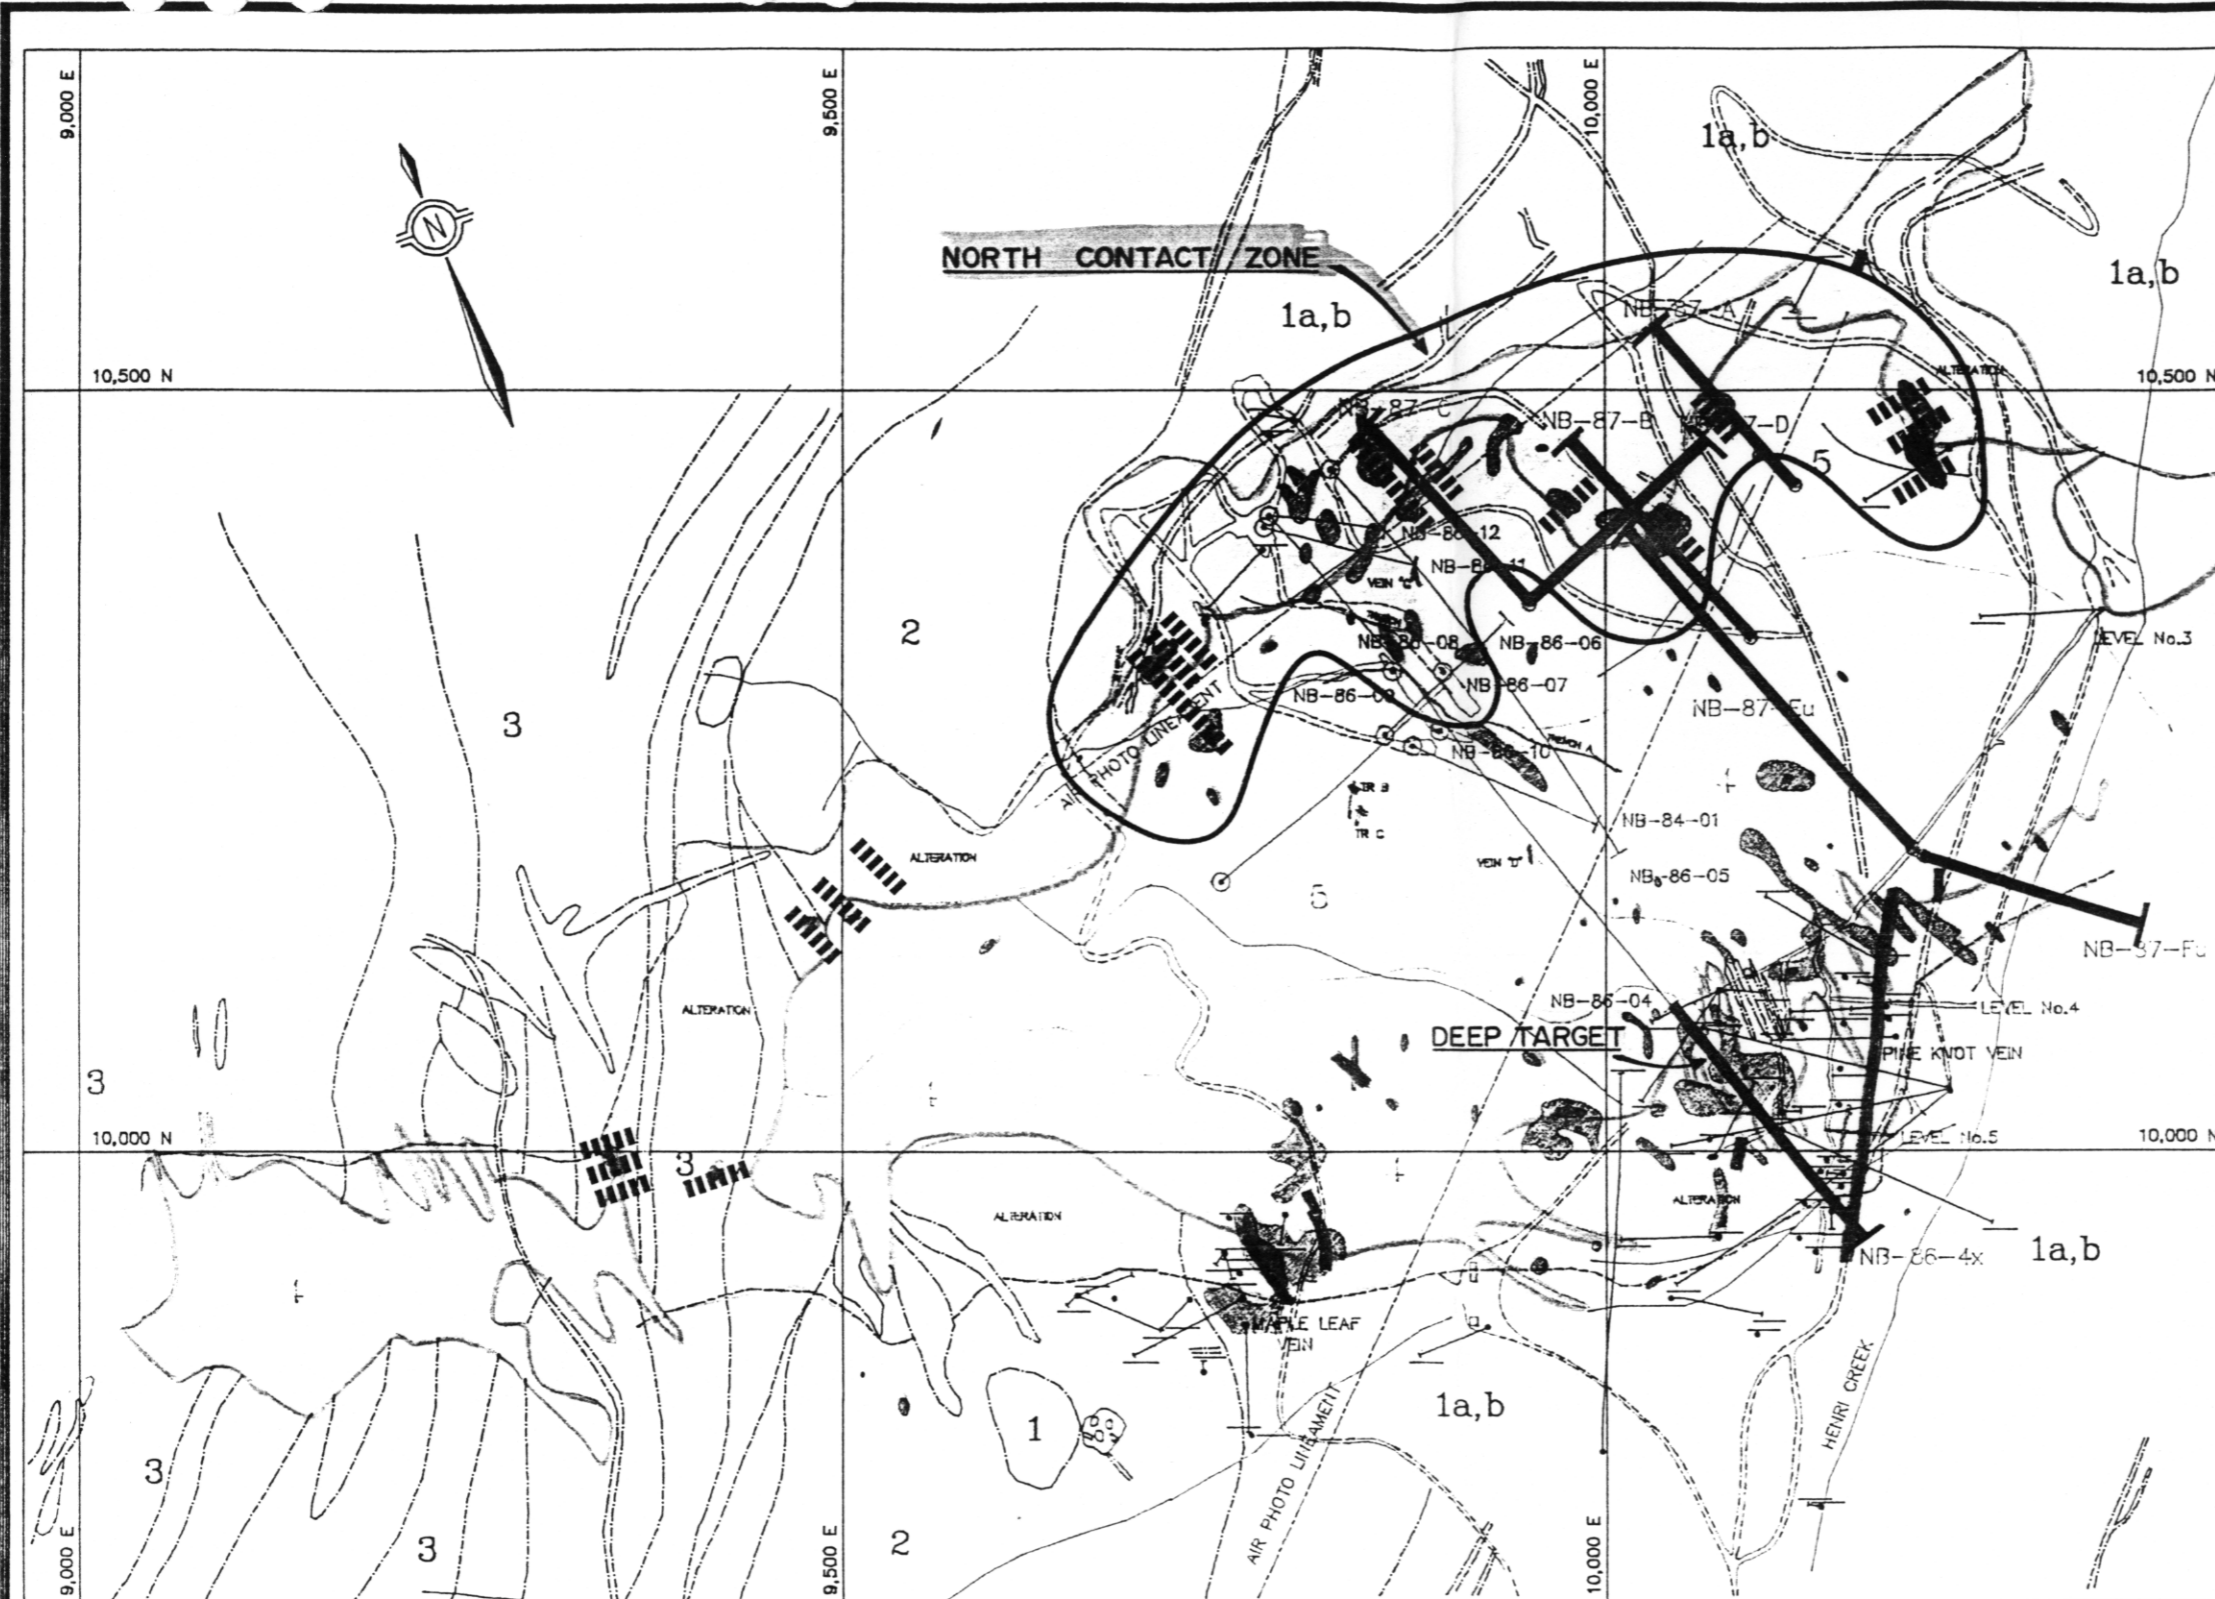 9,000 E
9,500 E
10,000 E
1a,b
N
NORTH CONTACT ZONE
1a,b
1a,b
NB-87-A
10,500 N
ALTERATION
10,500 N
NB-87-C
NB-87-B
7-D
5
NB-86-12
NB-86-11
VEIN "C"
2
NB-86-08
NB-86-06
LEVEL No.3
NB-86-07
NB-86-09
3
NB-87-Eu
AIR PHOTO LINEAMENT
NB-86-10
TRENCH A
TR B
TR C
NB-84-01
ALTERATION
VEIN "D"
NB-86-05
5
NB-86-04
ALTERATION
LEVEL No.4
DEEP TARGET
PINE KNOT VEIN
3
10,000 N
LEVEL No.5
10,000 N
3
ALTERATION
ALTERATION
1a,b
NB-86-4x
MAPLE LEAF
VEIN
1a,b
1
HENRI CREEK
AIR PHOTO LINEAMENT
3
3
2
9,000 E
9,500 E
10,000 E